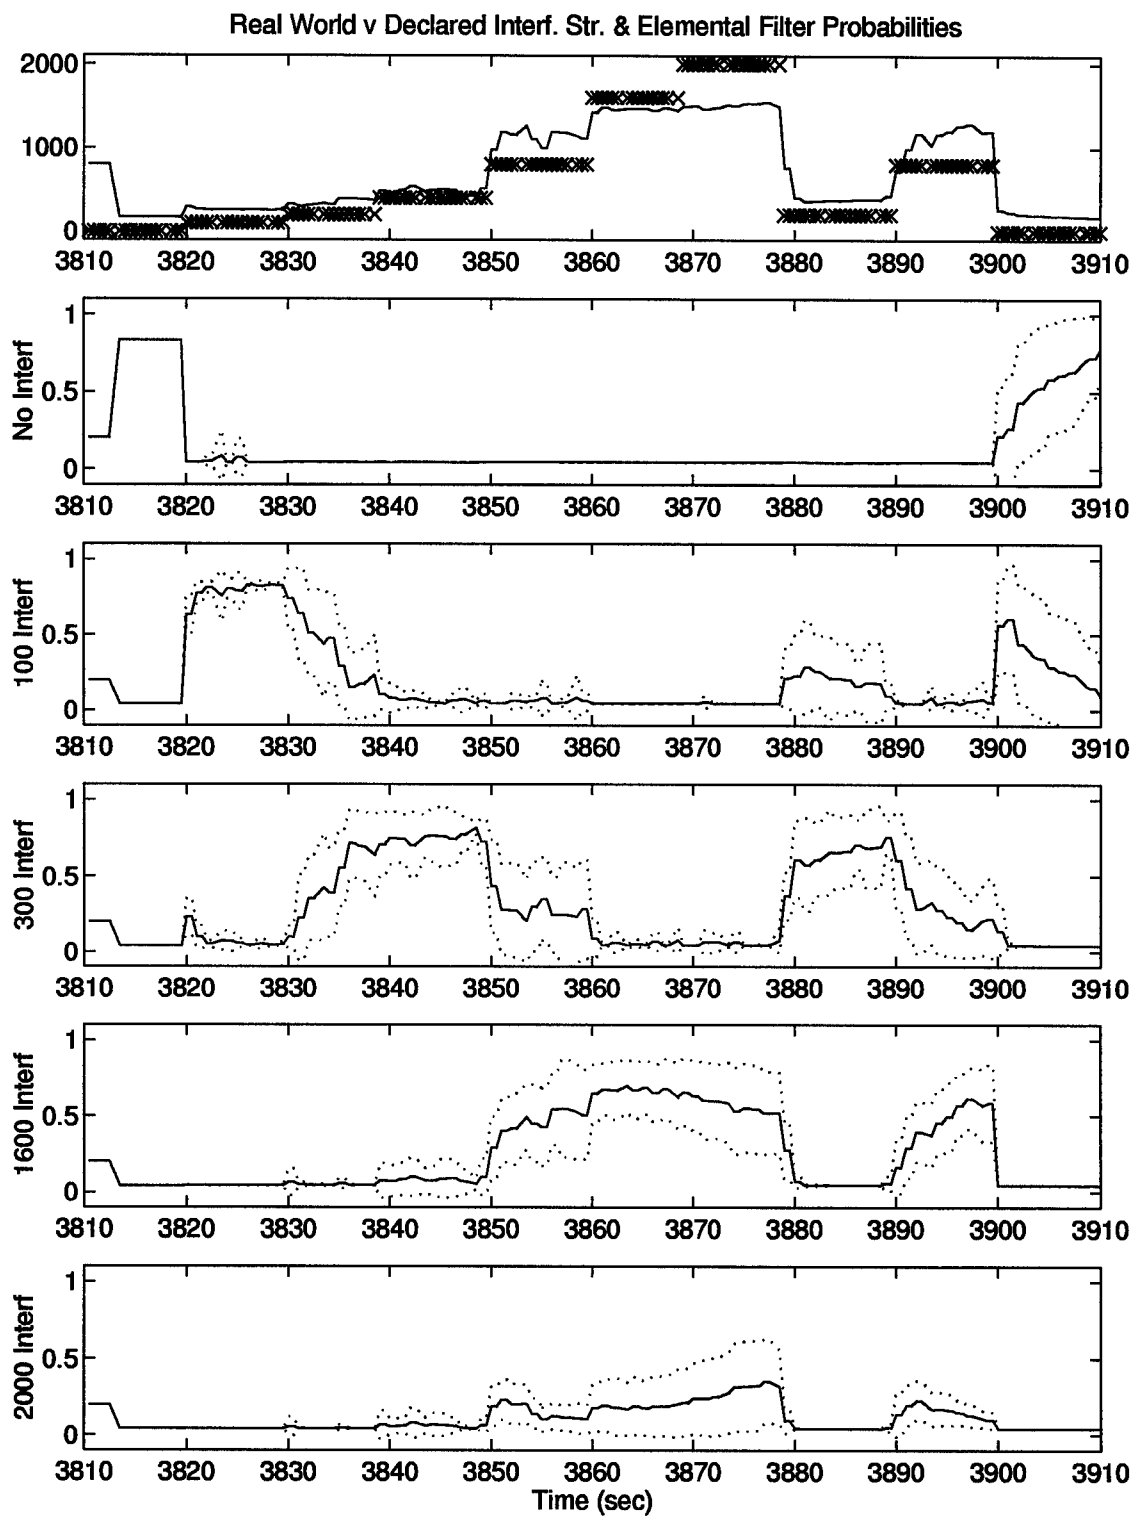 Real World v Declared Interf. Str. & Elemental Filter Probabilities
2000
1000
0
3810 3820 3830 3840 3850 3860 3870 3880 3890 3900 3910
No Interf
1
0.5
0
3810 3820 3830 3840 3850 3860 3870 3880 3890 3900 3910
100 Interf
1
0.5
0
3810 3820 3830 3840 3850 3860 3870 3880 3890 3900 3910
300 Interf
1
0.5
0
3810 3820 3830 3840 3850 3860 3870 3880 3890 3900 3910
1600 Interf
1
0.5
0
3810 3820 3830 3840 3850 3860 3870 3880 3890 3900 3910
2000 Interf
1
0.5
0
3810 3820 3830 3840 3850 3860 3870 3880 3890 3900 3910
Time (sec)